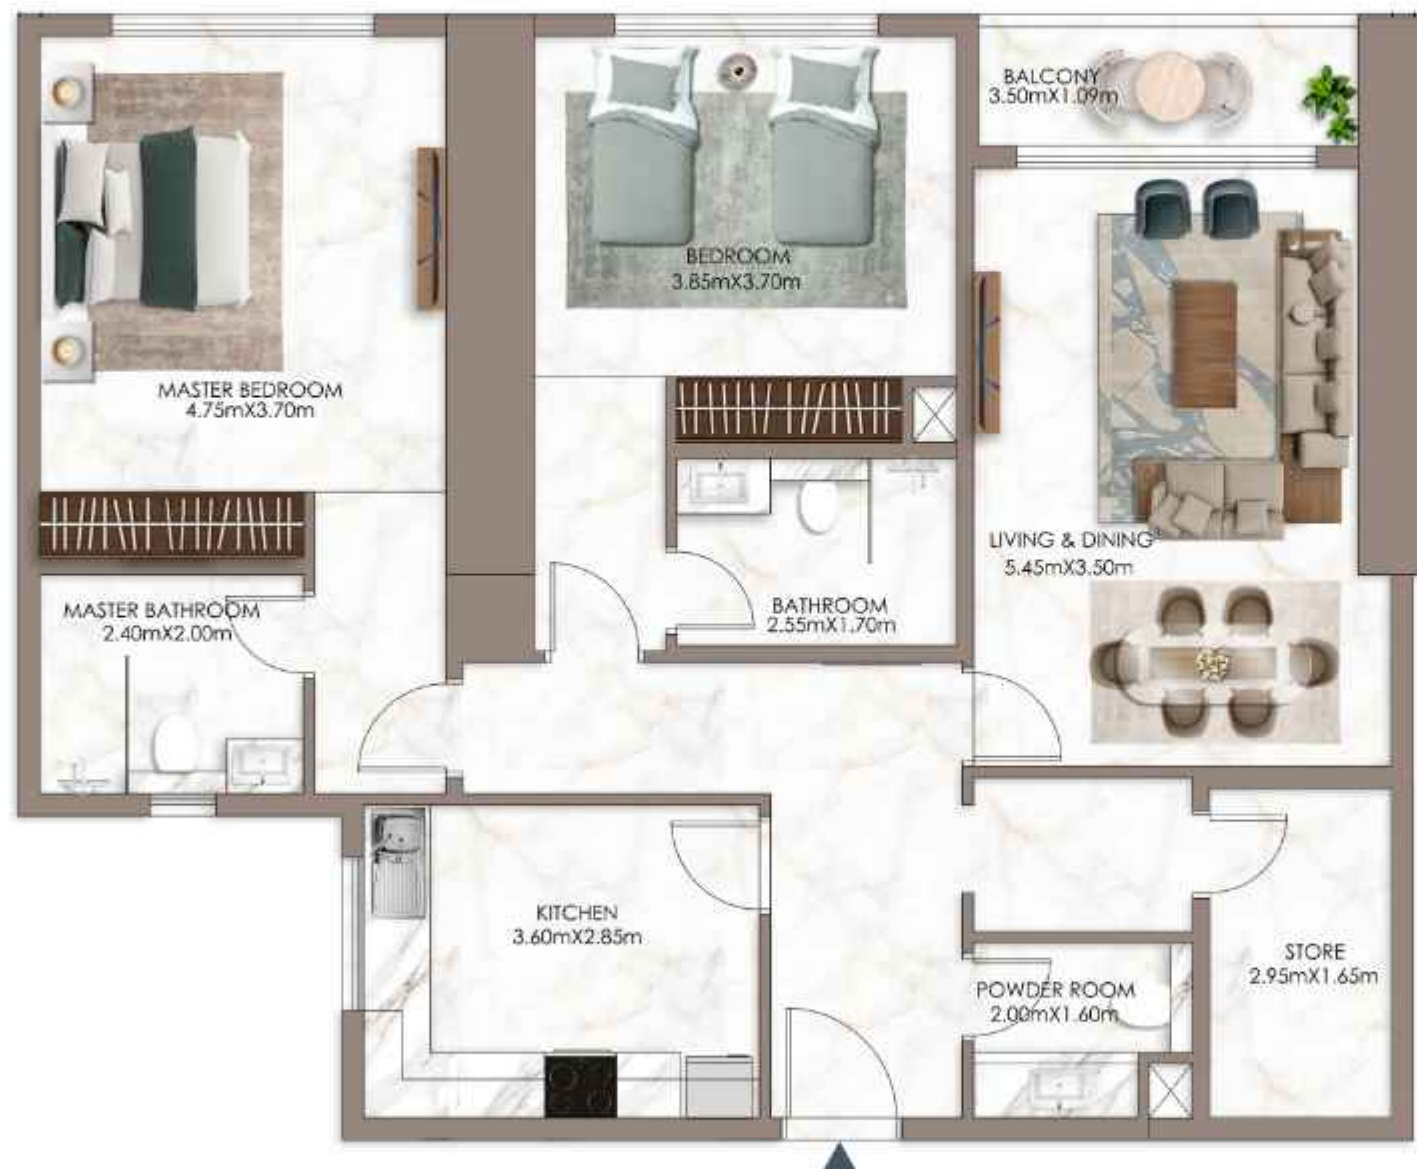 BALCONY
3.50mX1.09m
BEDROOM
3.85mX3.70m
MASTER BEDROOM
4.75mX3.70m
LIVING & DINING
5.45mX3.50m
MASTER BATHROOM
2.40mX2.00m
BATHROOM
2.55mX1.70m
KITCHEN
3.60mX2.85m
STORE
2.95mX1.65m
POWDER ROOM
2.00mX1.60m